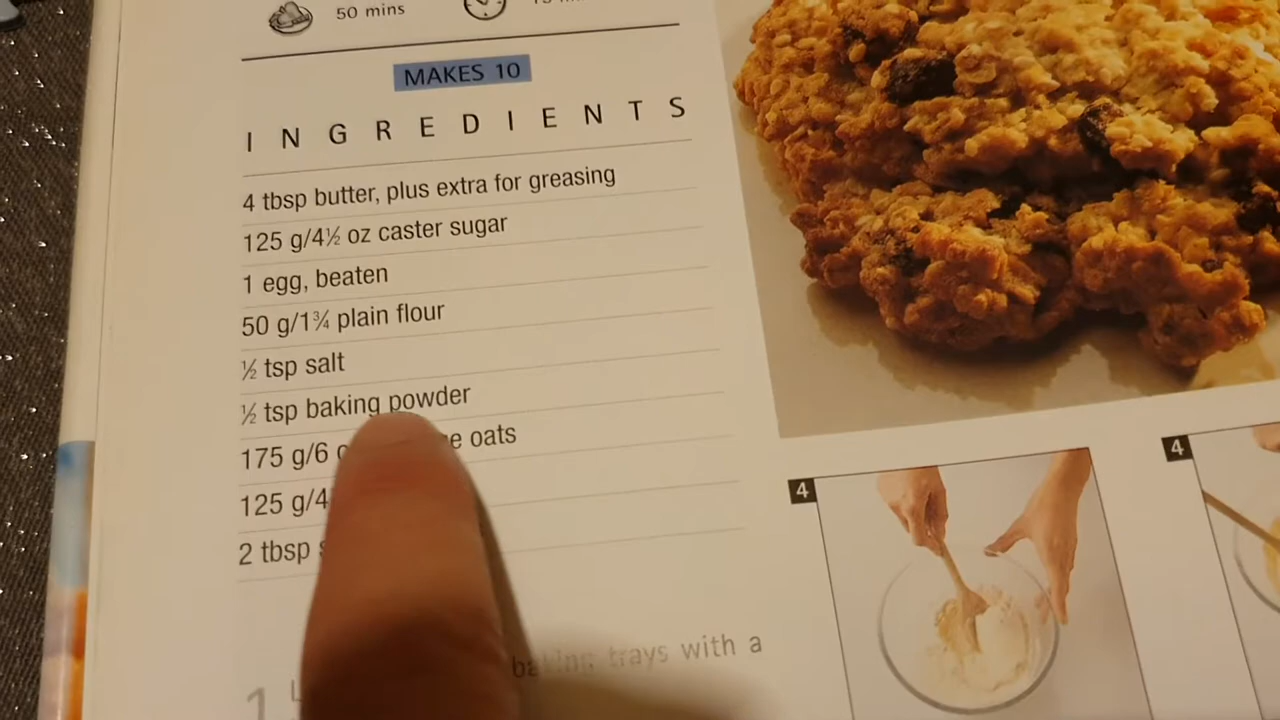 50 mins
MAKES 10
INGREDIENTS
4 tbsp butter, plus extra for greasing
125 g/4½ oz caster sugar
1 egg, beaten
50 g/1¾ plain flour
½ tsp salt
½ tsp baking powder
175 g/6 oats
125 g/4
2 tbsp
4
4
1
baking trays with a